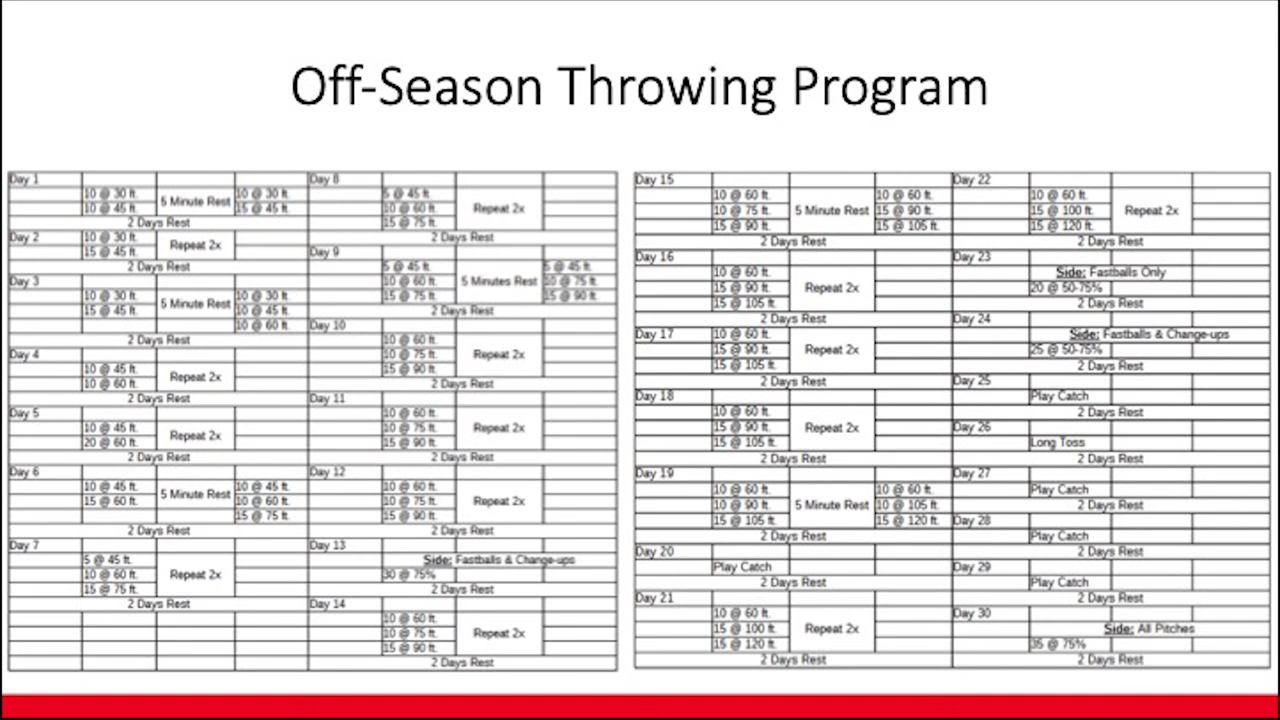 Off-Season Throwing Program
Day 1
10 @ 30 ft. 5 Minute Rest 10 @ 30 ft.
10 @ 45 ft. 15 @ 45 ft.
2 Days Rest
Day 2 10 @ 30 ft. Repeat 2x
15 @ 45 ft.
2 Days Rest
Day 3
10 @ 30 ft. 5 Minute Rest 10 @ 30 ft.
15 @ 45 ft. 10 @ 45 ft.
10 @ 60 ft.
2 Days Rest
Day 4
10 @ 45 ft. Repeat 2x
10 @ 60 ft.
2 Days Rest
Day 5
10 @ 45 ft. Repeat 2x
20 @ 60 ft.
2 Days Rest
Day 6
10 @ 45 ft. 5 Minute Rest 10 @ 45 ft.
15 @ 60 ft. 10 @ 60 ft.
15 @ 75 ft.
2 Days Rest
Day 7
5 @ 45 ft.
10 @ 60 ft. Repeat 2x
15 @ 75 ft.
2 Days Rest
Day 8
5 @ 45 ft.
10 @ 60 ft. Repeat 2x
15 @ 75 ft.
2 Days Rest
Day 9
5 @ 45 ft. 5 @ 45 ft.
10 @ 60 ft. 5 Minutes Rest 10 @ 75 ft.
15 @ 75 ft. 15 @ 90 ft.
2 Days Rest
Day 10
10 @ 60 ft.
10 @ 75 ft. Repeat 2x
15 @ 90 ft.
2 Days Rest
Day 11
10 @ 60 ft.
10 @ 75 ft. Repeat 2x
15 @ 90 ft.
2 Days Rest
Day 12
10 @ 60 ft.
10 @ 75 ft. Repeat 2x
15 @ 90 ft.
2 Days Rest
Day 13
Side: Fastballs & Change-ups
30 @ 75%
2 Days Rest
Day 14
10 @ 60 ft.
10 @ 75 ft. Repeat 2x
15 @ 90 ft.
2 Days Rest
Day 15
10 @ 60 ft. 10 @ 60 ft.
10 @ 75 ft. 5 Minute Rest 15 @ 90 ft.
15 @ 90 ft. 15 @ 105 ft.
2 Days Rest
Day 16
10 @ 60 ft.
15 @ 90 ft. Repeat 2x
15 @ 105 ft.
2 Days Rest
Day 17 10 @ 60 ft.
15 @ 90 ft. Repeat 2x
15 @ 105 ft.
2 Days Rest
Day 18
10 @ 60 ft.
15 @ 90 ft. Repeat 2x
15 @ 105 ft.
2 Days Rest
Day 19
10 @ 60 ft. 10 @ 60 ft.
10 @ 90 ft. 5 Minute Rest 10 @ 105 ft.
15 @ 105 ft. 15 @ 120 ft.
2 Days Rest
Day 20
Play Catch
2 Days Rest
Day 21
10 @ 60 ft.
15 @ 100 ft. Repeat 2x
15 @ 120 ft.
2 Days Rest
Day 22
10 @ 60 ft.
15 @ 100 ft. Repeat 2x
15 @ 120 ft.
2 Days Rest
Day 23
Side: Fastballs Only
20 @ 50-75%
2 Days Rest
Day 24
Side: Fastballs & Change-ups
25 @ 50-75%
2 Days Rest
Day 25
Play Catch
2 Days Rest
Day 26
Long Toss
2 Days Rest
Day 27
Play Catch
2 Days Rest
Day 28
Play Catch
2 Days Rest
Day 29
Play Catch
2 Days Rest
Day 30
Side: All Pitches
35 @ 75%
2 Days Rest